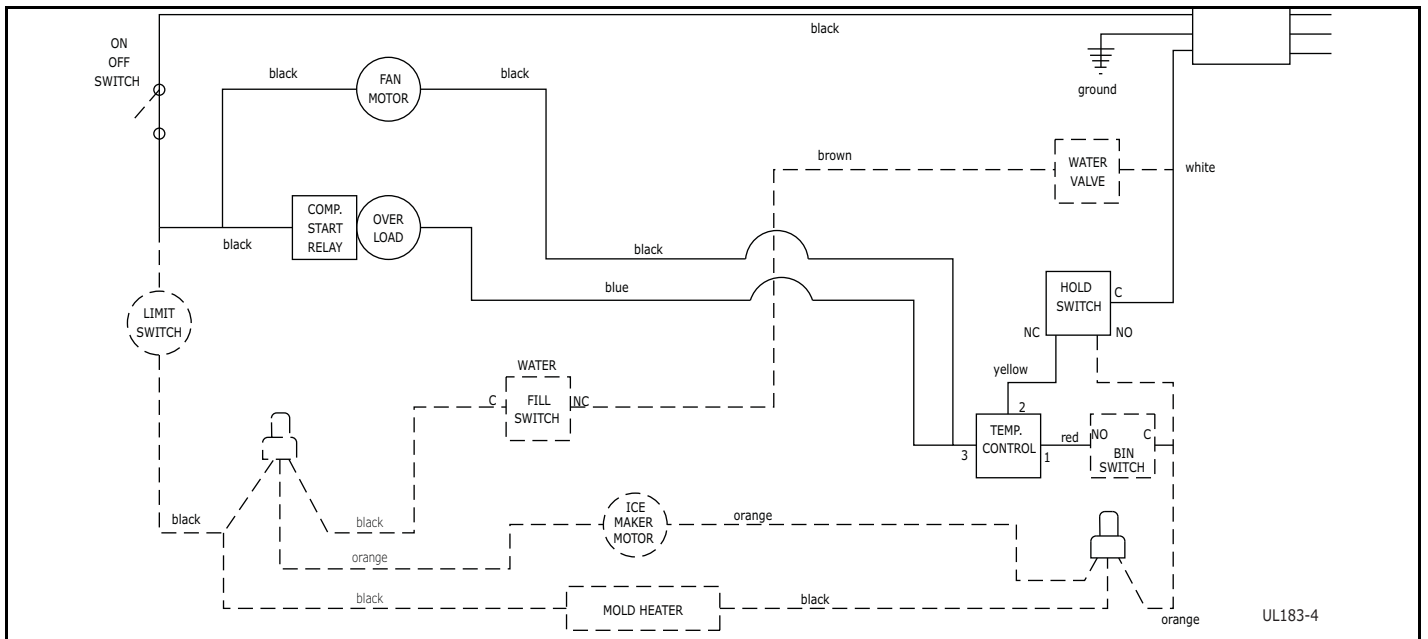 black
ON
OFF
SWITCH
black
FAN
MOTOR
black
ground
brown
WATER
VALVE
white
COMP.
START
RELAY
OVER
LOAD
black
black
blue
HOLD
SWITCH
C
NC
NO
LIMIT
SWITCH
WATER
C
FILL
SWITCH
NC
yellow
2
TEMP.
CONTROL
3
1
red
NO
C
BIN
SWITCH
black
black
orange
ICE
MAKER
MOTOR
orange
black
MOLD HEATER
black
orange
UL183-4